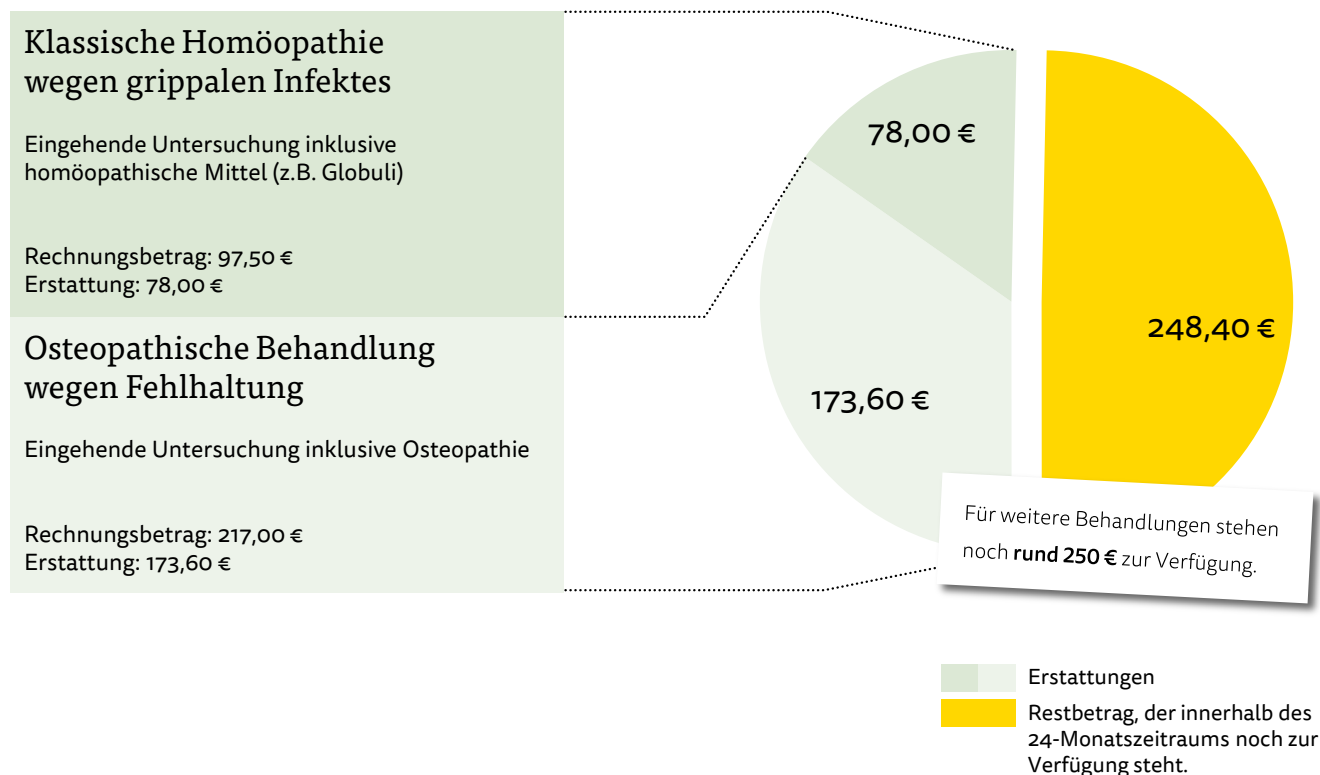 Klassische Homöopathie
wegen grippalen Infektes
Eingehende Untersuchung inklusive
homöopathische Mittel (z.B. Globuli)
Rechnungsbetrag: 97,50 €
Erstattung: 78,00 €
Osteopathische Behandlung
wegen Fehlhaltung
Eingehende Untersuchung inklusive Osteopathie
Rechnungsbetrag: 217,00 €
Erstattung: 173,60 €
78,00 €
173,60 €
248,40 €
Für weitere Behandlungen stehen
noch rund 250 € zur Verfügung.
Erstattungen
Restbetrag, der innerhalb des
24-Monatszeitraums noch zur
Verfügung steht.